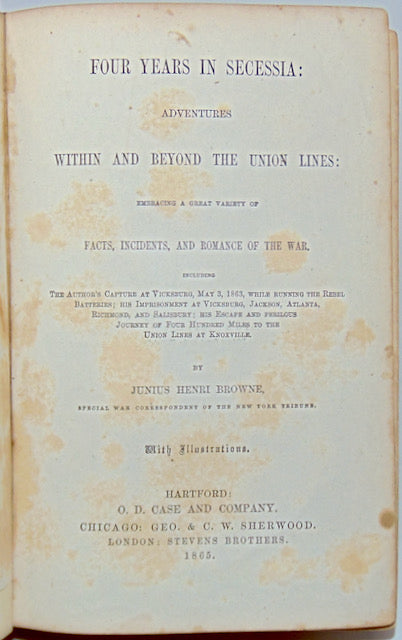 FOUR YEARS IN SECESSIA:
ADVENTURES
WITHIN AND BEYOND THE UNION LINES:
EMBRACING A GREAT VARIETY OF
FACTS, INCIDENTS, AND ROMANCE OF THE WAR,
INCLUDING
THE AUTHOR'S CAPTURE AT VICKSBURG, MAY 3, 1863, WHILE RUNNING THE REBEL
BATTERIES; HIS IMPRISONMENT AT VICKSBURG, JACKSON, ATLANTA,
RICHMOND, AND SALISBURY; HIS ESCAPE AND PERILOUS
JOURNEY OF FOUR HUNDRED MILES TO THE
UNION LINES AT KNOXVILLE.
BY
JUNIUS HENRI BROWNE,
SPECIAL WAR CORRESPONDENT OF THE NEW YORK TRIBUNE.
With Illustrations.
HARTFORD:
O. D. CASE AND COMPANY.
CHICAGO: GEO. & C. W. SHERWOOD.
LONDON: STEVENS BROTHERS.
1865.